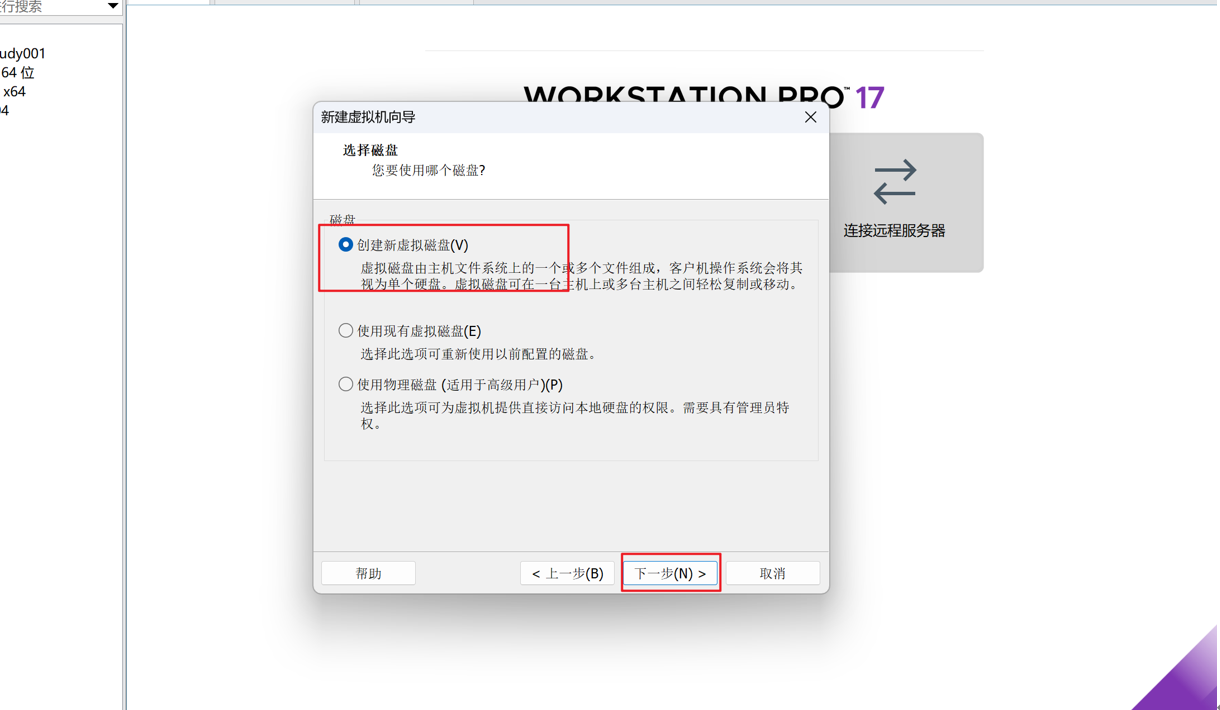 行搜索
udy001
64 位
x64
04
WORKSTATION PRO™ 17
新建虚拟机向导
选择磁盘
您要使用哪个磁盘?
连接远程服务器
磁盘
创建新虚拟磁盘(V)
虚拟磁盘由主机文件系统上的一个或多个文件组成，客户机操作系统会将其
视为单个硬盘。虚拟磁盘可在一台主机上或多台主机之间轻松复制或移动。
使用现有虚拟磁盘(E)
选择此选项可重新使用以前配置的磁盘。
使用物理磁盘 (适用于高级用户)(P)
选择此选项可为虚拟机提供直接访问本地硬盘的权限。需要具有管理员特
权。
帮助
< 上一步(B)
下一步(N) >
取消